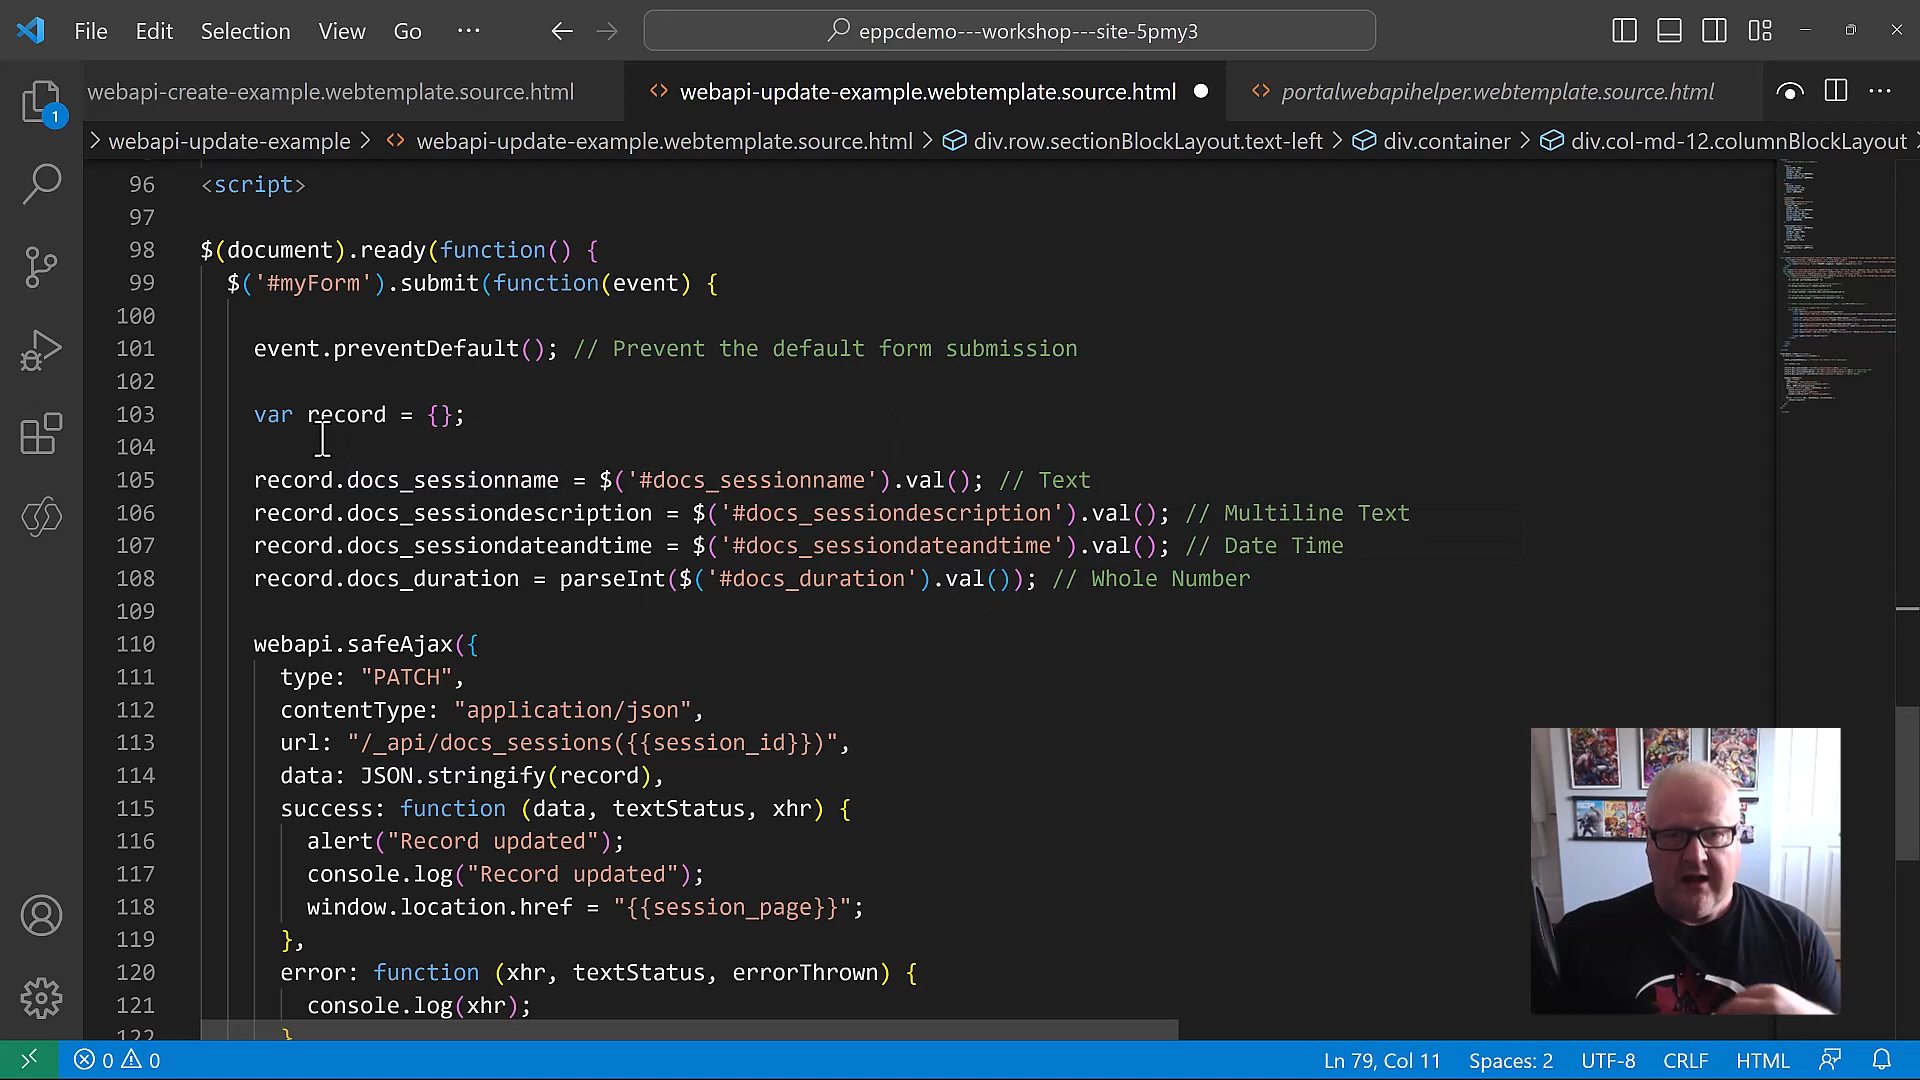 File Edit Selection View Go ··· eppcdemo---workshop---site-5pmy3
webapi-create-example.webtemplate.source.html webapi-update-example.webtemplate.source.html portalwebapihelper.webtemplate.source.html
1
webapi-update-example > webapi-update-example.webtemplate.source.html > div.row.sectionBlockLayout.text-left > div.container > div.col-md-12.columnBlockLayout
96 <script>
97
98 $(document).ready(function() {
99 $('#myForm').submit(function(event) {
100
101 event.preventDefault(); // Prevent the default form submission
102
103 var record = {};
104
105 record.docs_sessionname = $('#docs_sessionname').val(); // Text
106 record.docs_sessiondescription = $('#docs_sessiondescription').val(); // Multiline Text
107 record.docs_sessiondateandtime = $('#docs_sessiondateandtime').val(); // Date Time
108 record.docs_duration = parseInt($('#docs_duration').val()); // Whole Number
109
110 webapi.safeAjax({
111 type: "PATCH",
112 contentType: "application/json",
113 url: "/_api/docs_sessions({{session_id}})",
114 data: JSON.stringify(record),
115 success: function (data, textStatus, xhr) {
116 alert("Record updated");
117 console.log("Record updated");
118 window.location.href = "{{session_page}}";
119 },
120 error: function (xhr, textStatus, errorThrown) {
121 console.log(xhr);
122 }
0 0 Ln 79, Col 11 Spaces: 2 UTF-8 CRLF HTML